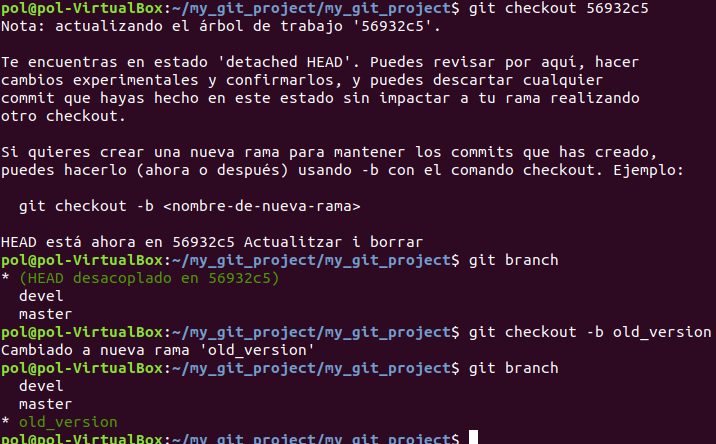 pol@pol-VirtualBox:~/my_git_project/my_git_project$ git checkout 56932c5
Nota: actualizando el árbol de trabajo '56932c5'.
Te encuentras en estado 'detached HEAD'. Puedes revisar por aquí, hacer
cambios experimentales y confirmarlos, y puedes descartar cualquier
commit que hayas hecho en este estado sin impactar a tu rama realizando
otro checkout.
Si quieres crear una nueva rama para mantener los commits que has creado,
puedes hacerlo (ahora o después) usando -b con el comando checkout. Ejemplo:
git checkout -b <nombre-de-nueva-rama>
HEAD está ahora en 56932c5 Actualitzar i borrar
pol@pol-VirtualBox:~/my_git_project/my_git_project$ git branch
* (HEAD desacoplado en 56932c5)
devel
master
pol@pol-VirtualBox:~/my_git_project/my_git_project$ git checkout -b old_version
Cambiado a nueva rama 'old_version'
pol@pol-VirtualBox:~/my_git_project/my_git_project$ git branch
devel
master
* old_version
pol@pol-VirtualBox:~/my_git_project/my_git_project$